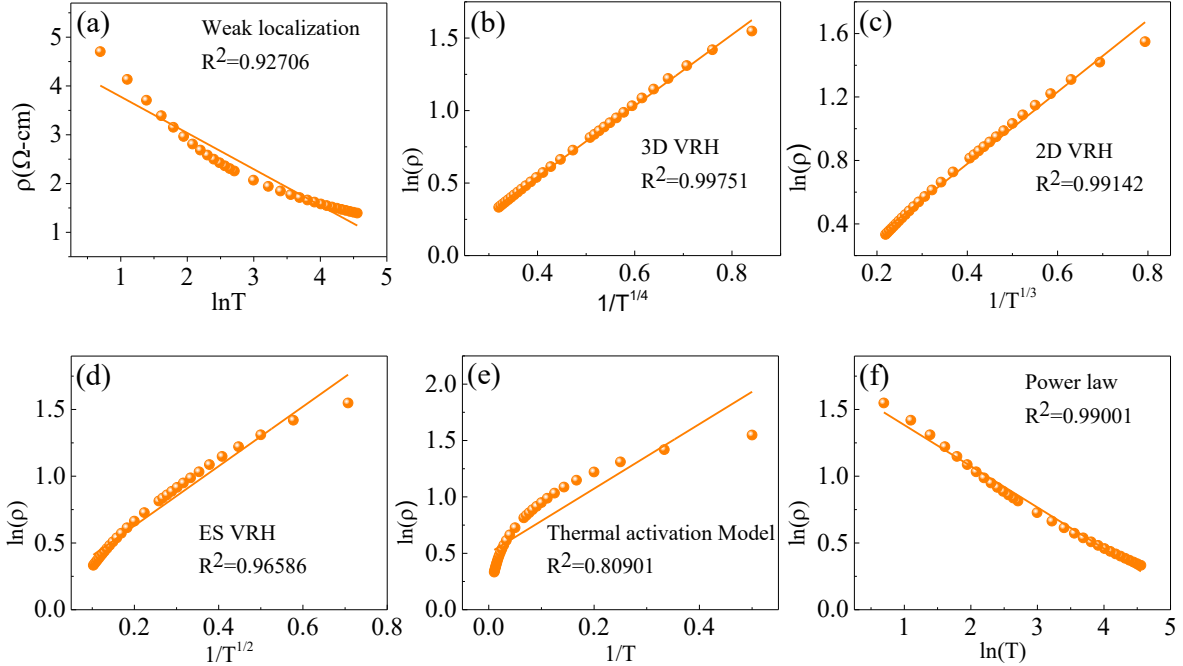 (a)
Weak localization
R²=0.92706
ρ(Ω-cm)
5
4
3
2
1
1
2
3
4
5
lnT
(b)
3D VRH
R²=0.99751
ln(ρ)
1.5
1.0
0.5
0.0
0.4
0.6
0.8
1/T^1/4
(c)
2D VRH
R²=0.99142
ln(ρ)
1.6
1.2
0.8
0.4
0.2
0.4
0.6
0.8
1/T^1/3
(d)
ES VRH
R²=0.96586
ln(ρ)
1.5
1.0
0.5
0.0
0.2
0.4
0.6
0.8
1/T^1/2
(e)
Thermal activation Model
R²=0.80901
ln(ρ)
2.0
1.5
1.0
0.5
0.0
0.0
0.2
0.4
1/T
(f)
Power law
R²=0.99001
ln(ρ)
1.5
1.0
0.5
0.0
1
2
3
4
5
ln(T)